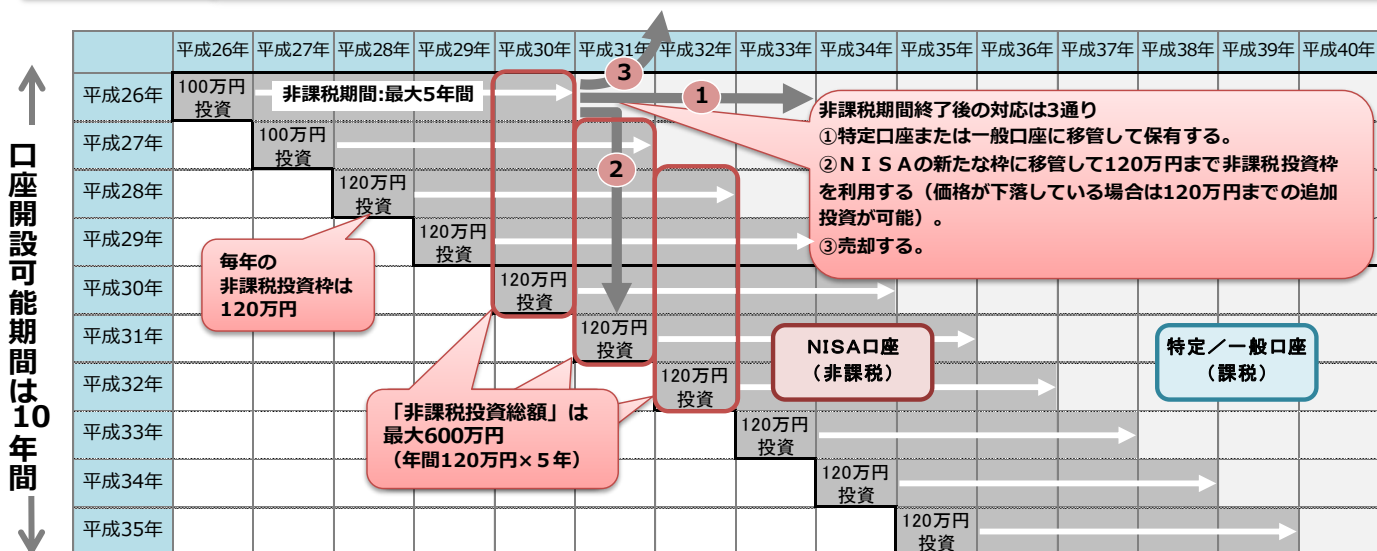 平成26年 平成27年 平成28年 平成29年 平成30年 平成31年 平成32年 平成33年 平成34年 平成35年 平成36年 平成37年 平成38年 平成39年 平成40年
口座開設可能期間は10年間
平成26年
100万円
投資
非課税期間:最大5年間
3
1
2
非課税期間終了後の対応は3通り
①特定口座または一般口座に移管して保有する。
②NISAの新たな枠に移管して120万円まで非課税投資枠
を利用する(価格が下落している場合は120万円までの追加
投資が可能)。
③売却する。
平成27年
100万円
投資
平成28年
120万円
投資
平成29年
120万円
投資
毎年の
非課税投資枠は
120万円
平成30年
120万円
投資
平成31年
120万円
投資
NISA口座
(非課税)
特定/一般口座
(課税)
平成32年
120万円
投資
「非課税投資総額」は
最大600万円
(年間120万円×5年)
平成33年
120万円
投資
平成34年
120万円
投資
平成35年
120万円
投資